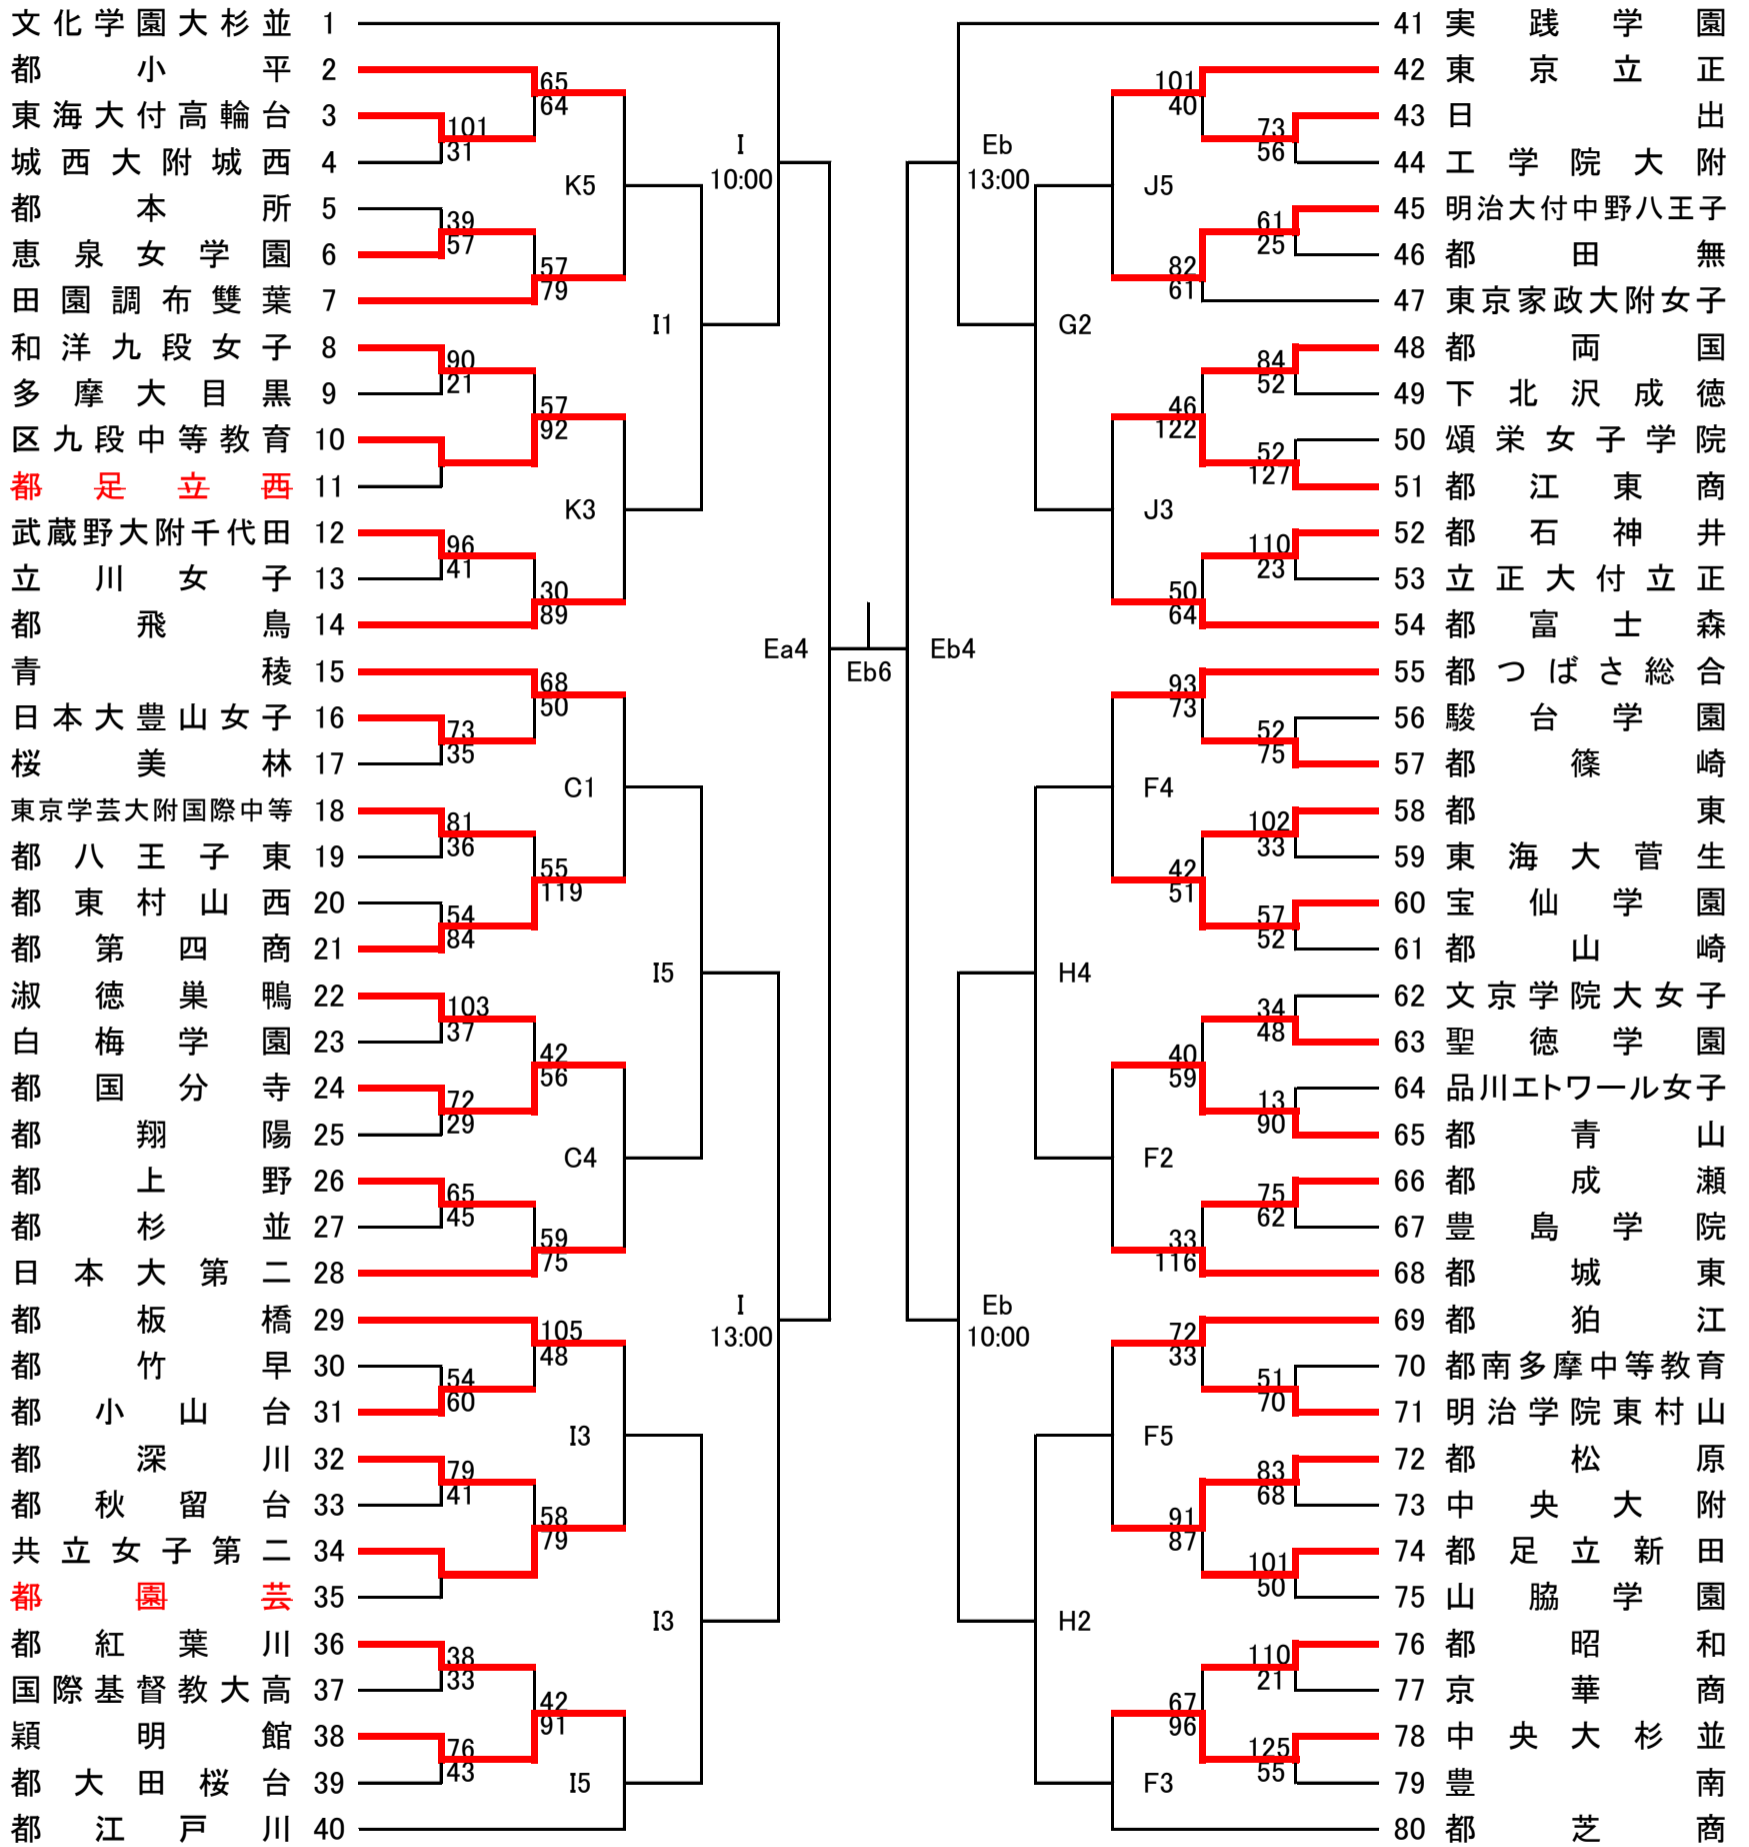 文化学園大杉並 1
都小平 2
65
64
東海大付高輪台 3
101
31
城西大附城西 4
K5
I
10:00
都本所 5
39
57
恵泉女学園 6
57
79
田園調布雙葉 7
I1
和洋九段女子 8
90
21
多摩大目黒 9
57
92
区九段中等教育 10
都足立西 11
K3
武蔵野大附千代田 12
96
41
立川女子 13
30
89
都飛鳥 14
Ea4
青稜 15
68
50
日本大豊山女子 16
73
35
桜美林 17
C1
東京学芸大附国際中等 18
81
36
都八王子東 19
55
119
都東村山西 20
54
84
都第四商 21
I5
淑徳巣鴨 22
103
37
白梅学園 23
42
56
都国分寺 24
72
29
都翔陽 25
C4
都上野 26
65
45
都杉並 27
59
75
日本大第二 28
I
13:00
都板橋 29
105
48
都竹早 30
54
60
都小山台 31
I3
都深川 32
79
41
都秋留台 33
58
79
共立女子第二 34
都園芸 35
I3
都紅葉川 36
38
33
国際基督教大高 37
42
91
穎明館 38
76
43
都大田桜台 39
I5
都江戸川 40
Eb6
41 実践学園
42 東京立正
101
40
43 日出
73
56
44 工学院大附
Eb
13:00
J5
45 明治大付中野八王子
61
25
46 都田無
82
61
47 東京家政大附女子
G2
48 都両国
84
52
49 下北沢成徳
46
122
50 頌栄女子学院
52
127
51 都江東商
J3
52 都石神井
110
23
53 立正大付立正
50
64
54 都富士森
Eb4
55 都つばさ総合
93
73
56 駿台学園
52
75
57 都篠崎
F4
58 都東
102
33
59 東海大菅生
42
51
60 宝仙学園
57
52
61 都山崎
H4
62 文京学院大女子
34
48
63 聖徳学園
40
59
64 品川エトワール女子
13
90
65 都青山
F2
66 都成瀬
75
62
67 豊島学院
33
116
68 都城東
Eb
10:00
69 都狛江
72
33
70 都南多摩中等教育
51
70
71 明治学院東村山
F5
72 都松原
83
68
73 中央大附
91
87
74 都足立新田
101
50
75 山脇学園
H2
76 都昭和
110
21
77 京華商
67
96
78 中央大杉並
125
55
79 豊南
F3
80 都芝商